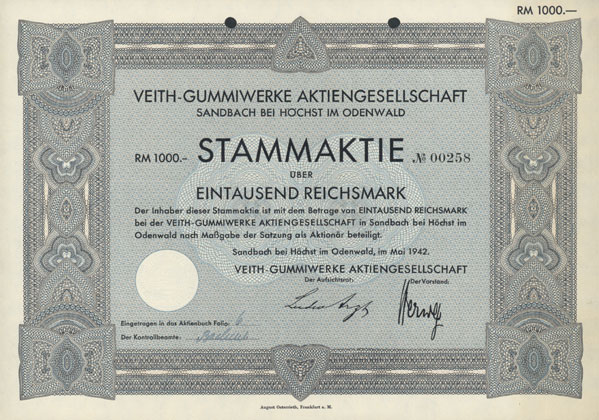 RM 1000.—
VEITH-GUMMIWERKE AKTIENGESELLSCHAFT
SANDBACH BEI HÖCHST IM ODENWALD
RM 1000.- STAMMAKTIE № 00258
ÜBER
EINTAUSEND REICHSMARK
Der Inhaber dieser Stammaktie ist mit dem Betrage von EINTAUSEND REICHSMARK
bei der VEITH-GUMMIWERKE AKTIENGESELLSCHAFT in Sandbach bei Höchst im
Odenwald nach Maßgabe der Satzung als Aktionär beteiligt.
Sandbach bei Höchst im Odenwald, im Mai 1942.
VEITH-GUMMIWERKE AKTIENGESELLSCHAFT
Der Aufsichtsrat: Der Vorstand:
Eingetragen in das Aktienbuch Folio: 6
Der Kontrollbeamte:
August Osterrieth, Frankfurt a. M.